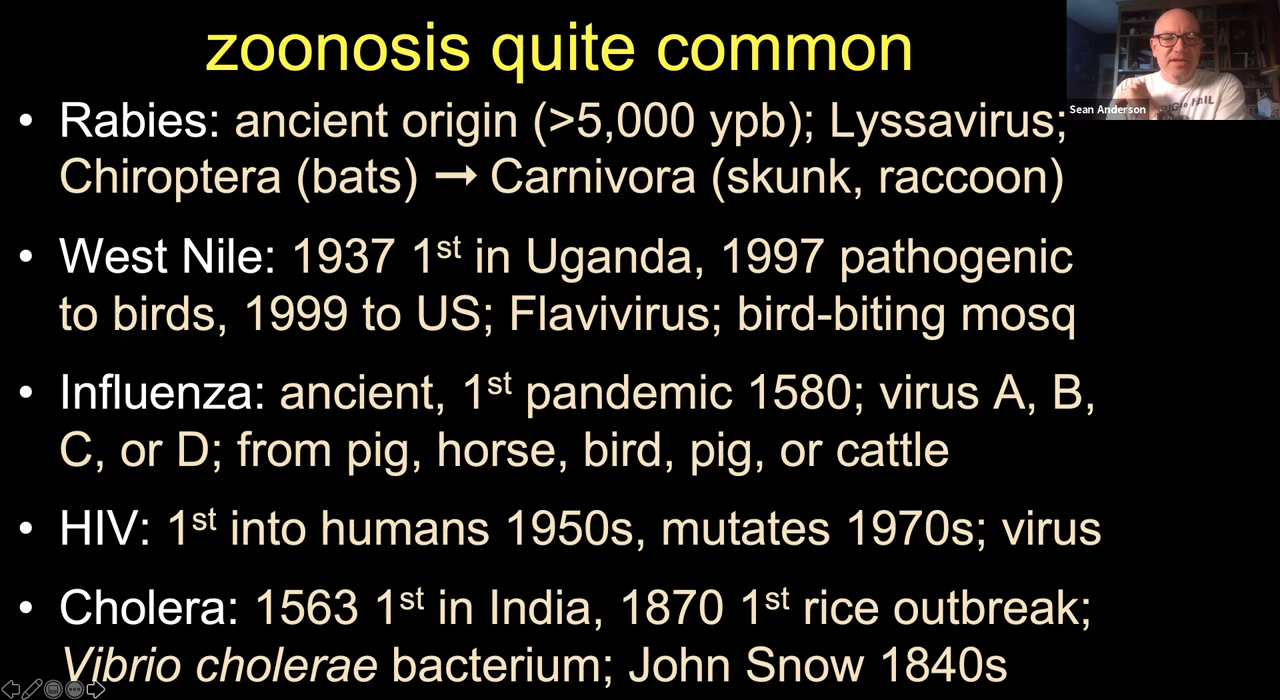 zoonosis quite common
Sean Anderson
• Rabies: ancient origin (>5,000 ypb); Lyssavirus;
Chiroptera (bats) → Carnivora (skunk, raccoon)
• West Nile: 1937 1st in Uganda, 1997 pathogenic
to birds, 1999 to US; Flavivirus; bird-biting mosq
• Influenza: ancient, 1st pandemic 1580; virus A, B,
C, or D; from pig, horse, bird, pig, or cattle
• HIV: 1st into humans 1950s, mutates 1970s; virus
• Cholera: 1563 1st in India, 1870 1st rice outbreak;
Vibrio cholerae bacterium; John Snow 1840s